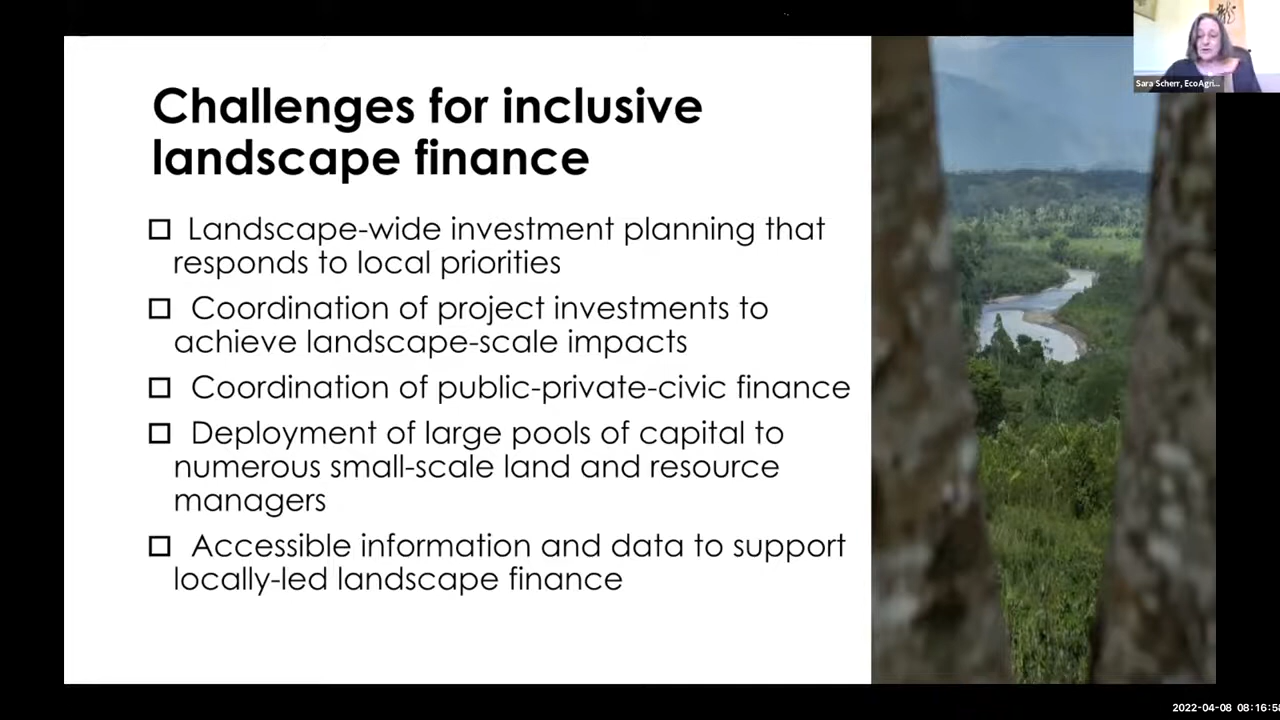 Challenges for inclusive
landscape finance
Landscape-wide investment planning that
responds to local priorities
Coordination of project investments to
achieve landscape-scale impacts
Coordination of public-private-civic finance
Deployment of large pools of capital to
numerous small-scale land and resource
managers
Accessible information and data to support
locally-led landscape finance
Sara Scherr, EcoAgri...
2022-04-08 08:16:58